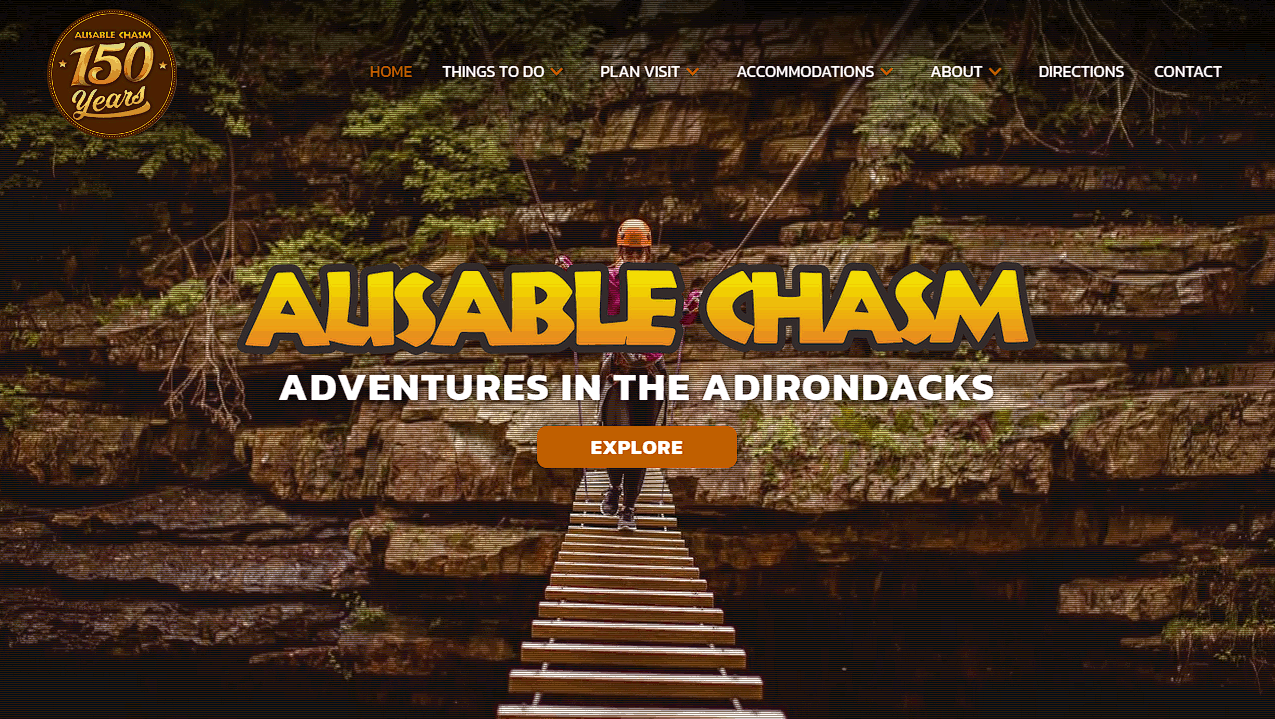 AUSABLE CHASM
150
Years
HOME THINGS TO DO PLAN VISIT ACCOMMODATIONS ABOUT DIRECTIONS CONTACT
AUSABLE CHASM
ADVENTURES IN THE ADIRONDACKS
EXPLORE